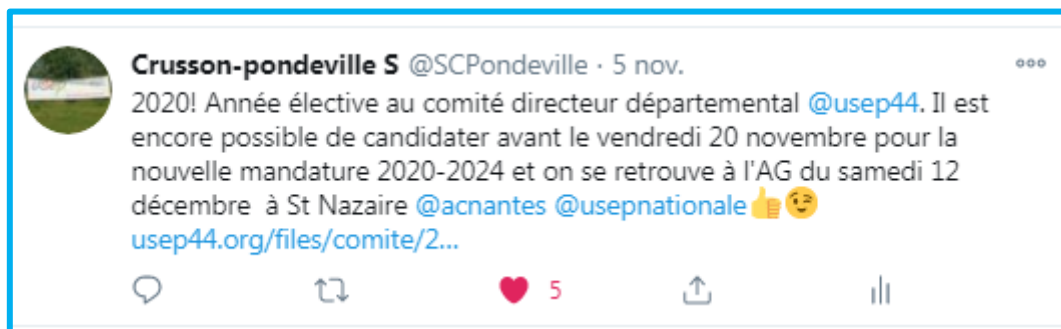 Crusson-pondeville S @SCPondeville · 5 nov.
2020! Année élective au comité directeur départemental @usep44. Il est
encore possible de candidater avant le vendredi 20 novembre pour la
nouvelle mandature 2020-2024 et on se retrouve à l'AG du samedi 12
décembre à St Nazaire @acnantes @usepnationale👍😉
usep44.org/files/comite/2...
5